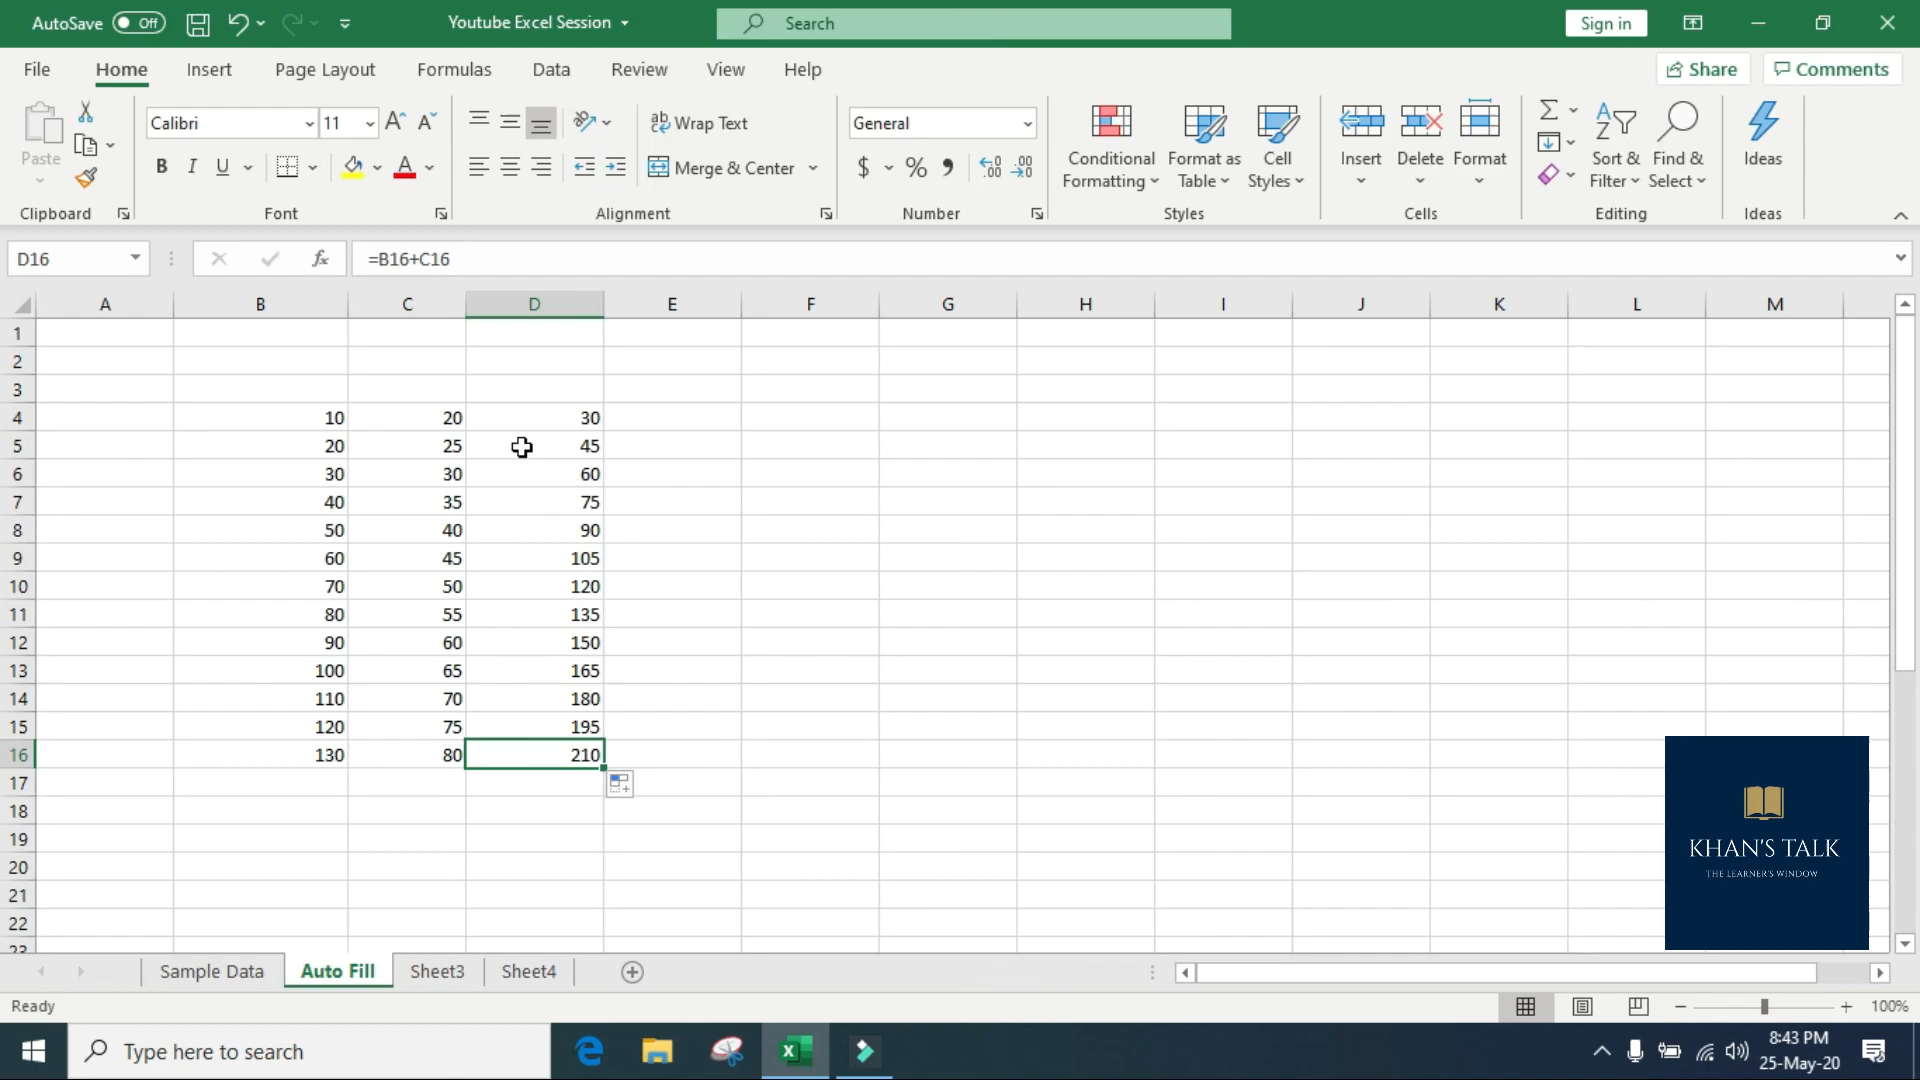 AutoSave Off Youtube Excel Session Search Sign in
File Home Insert Page Layout Formulas Data Review View Help Share Comments
Paste
Calibri 11
B I U A
ab Wrap Text
Merge & Center
General
$ % 9 .00 .00
Conditional Formatting
Format as Table
Cell Styles
Insert Delete Format
Sort & Filter
Find & Select
Ideas
Clipboard Font Alignment Number Styles Cells Editing Ideas
D16 fx =B16+C16
A B C D E F G H I J K L M
1
2
3
4 10 20 30
5 20 25 45
6 30 30 60
7 40 35 75
8 50 40 90
9 60 45 105
10 70 50 120
11 80 55 135
12 90 60 150
13 100 65 165
14 110 70 180
15 120 75 195
16 130 80 210
17
18
19
20
21
22
23
KHAN'S TALK
THE LEARNER'S WINDOW
Sample Data Auto Fill Sheet3 Sheet4
Ready 100%
Type here to search
8:43 PM
25-May-20